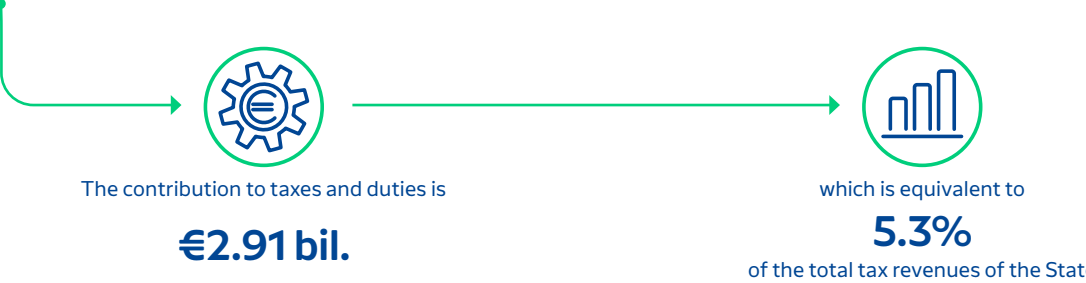 The contribution to taxes and duties is
€2.91 bil.
which is equivalent to
5.3%
of the total tax revenues of the Stat